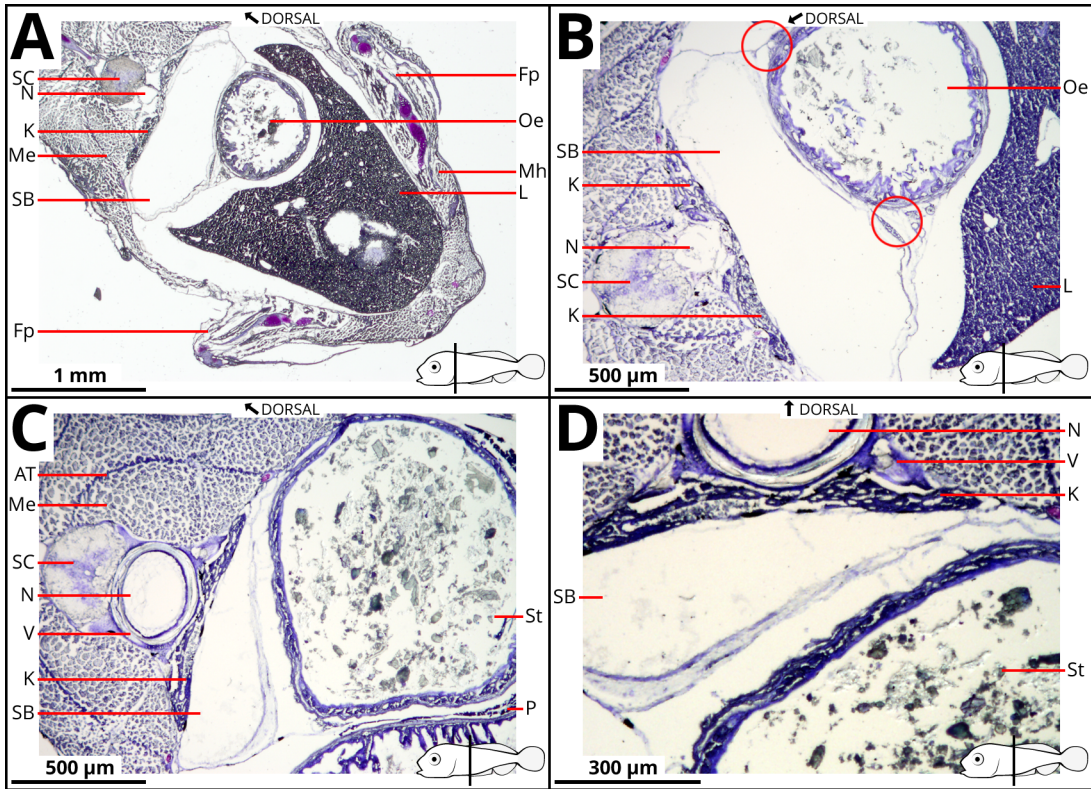 A
DORSAL
SC
N
K
Me
SB
Fp
Fp
Oe
Mh
L
1 mm
B
DORSAL
SB
K
N
SC
K
Oe
L
500 µm
C
DORSAL
AT
Me
SC
N
V
K
SB
St
P
500 µm
D
DORSAL
SB
N
V
K
St
300 µm